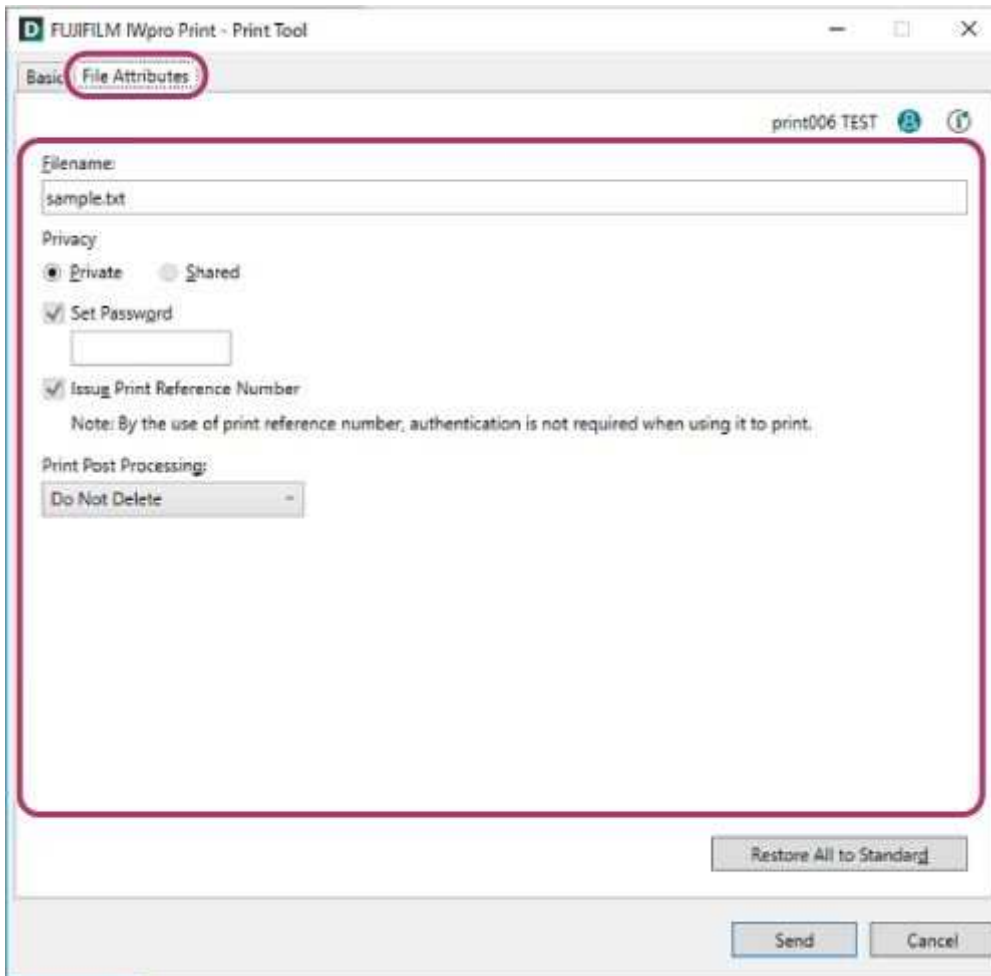 D FUJIFILM IWpro Print - Print Tool
Basic File Attributes
print006 TEST
Filename:
sample.txt
Privacy
Private Shared
Set Password
Issue Print Reference Number
Note: By the use of print reference number, authentication is not required when using it to print.
Print Post Processing:
Do Not Delete
Restore All to Standard
Send Cancel